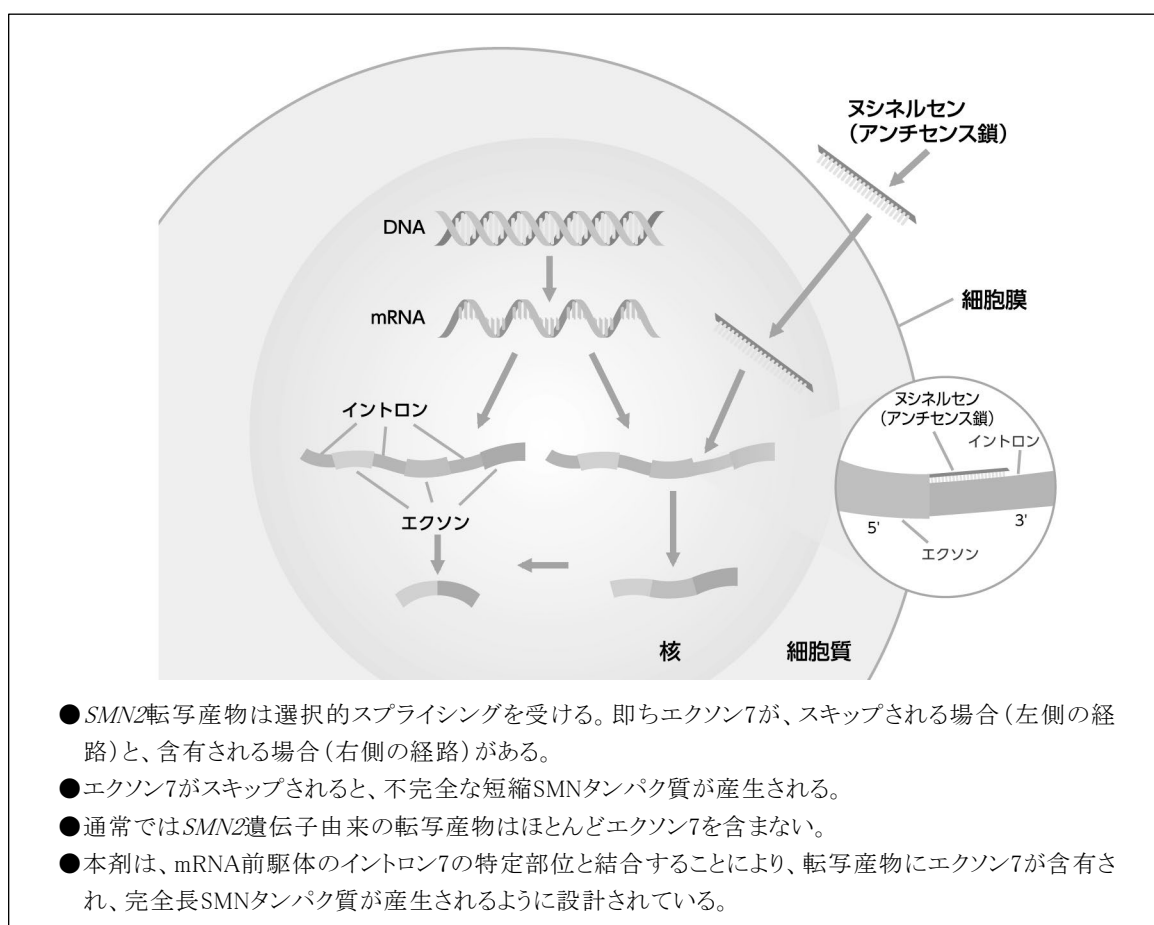 ヌシネルセン
（アンチセンス鎖）
DNA
細胞膜
mRNA
ヌシネルセン
（アンチセンス鎖）
イントロン
イントロン
5'
3'
エクソン
エクソン
核
細胞質
●SMN2転写産物は選択的スプライシングを受ける。即ちエクソン7が、スキップされる場合（左側の経
路）と、含有される場合（右側の経路）がある。
●エクソン7がスキップされると、不完全な短縮SMNタンパク質が産生される。
●通常ではSMN2遺伝子由来の転写産物はほとんどエクソン7を含まない。
●本剤は、mRNA前駆体のイントロン7の特定部位と結合することにより、転写産物にエクソン7が含有さ
れ、完全長SMNタンパク質が産生されるように設計されている。